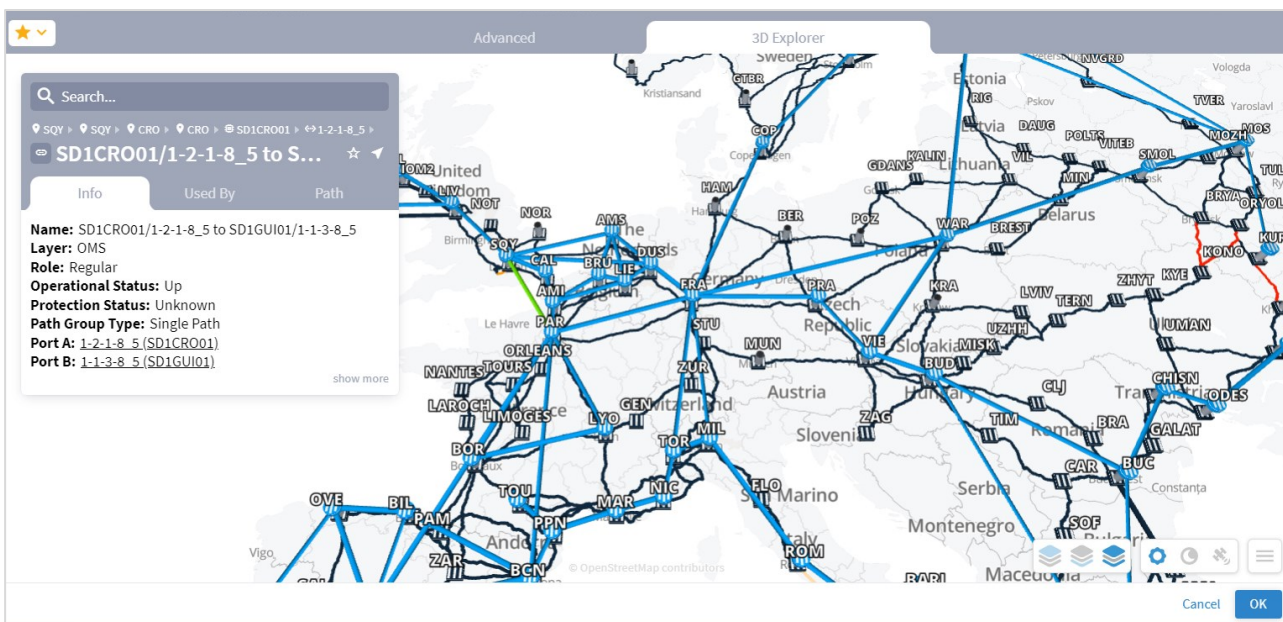 Advanced
3D Explorer
Search...
SQY ▸ SQY ▸ CRO ▸ CRO ▸ SD1CRO01 ▸ 1-2-1-8_5 ▸
SD1CRO01/1-2-1-8_5 to S...
Info
Used By
Path
Name: SD1CRO01/1-2-1-8_5 to SD1GUI01/1-1-3-8_5
Layer: OMS
Role: Regular
Operational Status: Up
Protection Status: Unknown
Path Group Type: Single Path
Port A: 1-2-1-8_5 (SD1CRO01)
Port B: 1-1-3-8_5 (SD1GUI01)
show more
Sweden
NVGRD
Vologda
GTBR
Kristiansand
Estonia
RIG
Pskov
TVER
Yaroslavl
COP
DAUG
POLTS
VITEB
MOZH
MOS
United
LIV
GDANS
KALIN
Lithuania
VIL
SMOL
TUL
NOT
NOR
HAM
MIN
BRYA
ORYOL
AMS
The
BER
POZ
WAR
BREST
Belarus
SQY
CAL
BRU
LIE
DUS
KONO
KUR
AMI
FRA
Germany
PRA
Czech
Republic
KRA
LVIV
TERN
ZHYT
KYE
Le Havre
PAR
STU
MUN
VIE
Slovakia
MISK
UZHH
UMAN
ORLEANS
NANTES
TOURS
ZUR
BUD
Hungary
CLJ
CHISN
ODES
LAROCH
LIMOGES
GEN
Austria
LYO
MIL
Slovenia
ZAG
TIM
Romania
BRA
GALAT
BOR
Bordeaux
TOR
CAR
BUC
Constanța
TOU
MAR
NIC
FLO
San Marino
Serbia
OVE
BIL
PAM
PPN
Andorra
Montenegro
SOF
Vigo
ZAR
BCN
Italy
ROM
BARI
Macedonia
© OpenStreetMap contributors
Cancel
OK